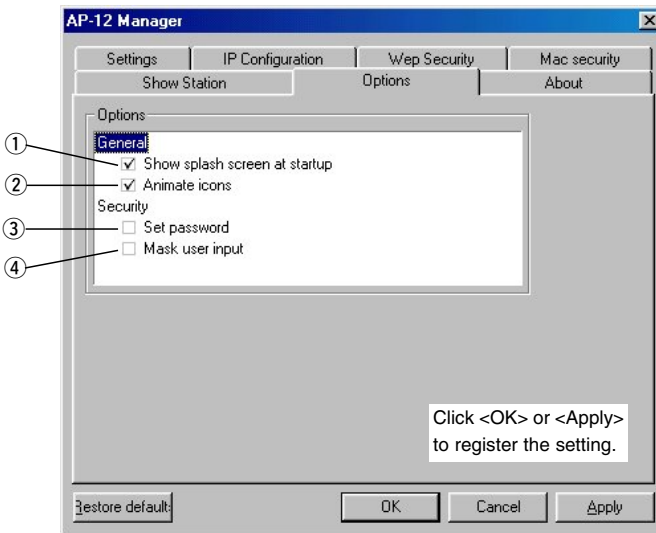 AP-12 Manager
Settings IP Configuration Wep Security Mac security
Show Station Options About
Options
General
① Show splash screen at startup
② Animate icons
Security
③ Set password
④ Mask user input
Click <OK> or <Apply>
to register the setting.
Restore default: OK Cancel Apply